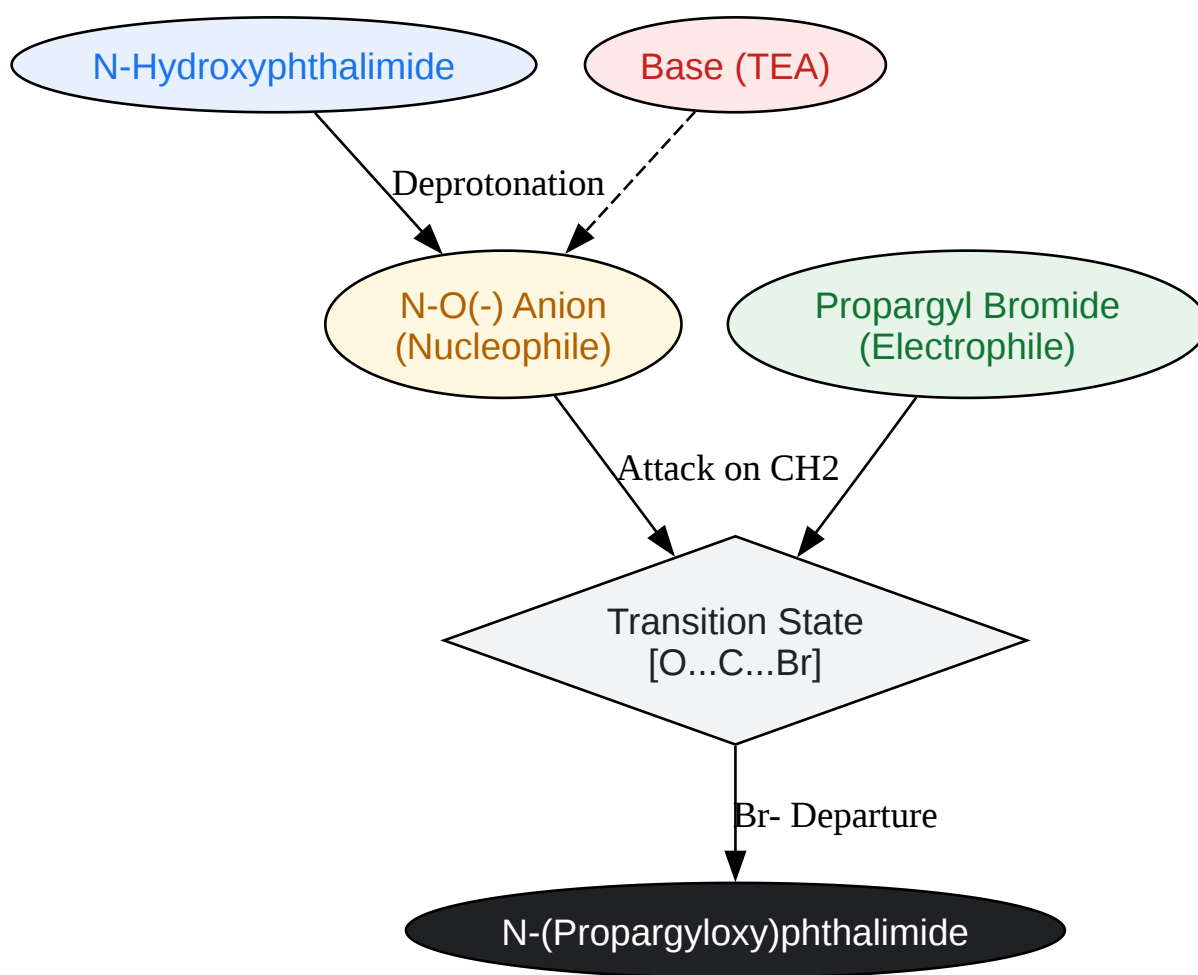 N-Hydroxyphthalimide
Base (TEA)
Deprotonation
N-O(-) Anion
(Nucleophile)
Propargyl Bromide
(Electrophile)
Attack on CH2
Transition State
[O...C...Br]
Br- Departure
N-(Propargyloxy)phthalimide